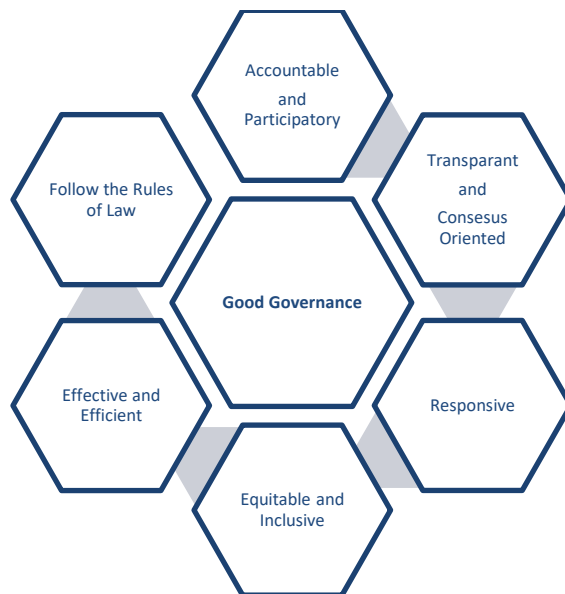 Accountable
and
Participatory
Transparant
and
Consesus
Oriented
Follow the Rules
of Law
Good Governance
Effective and
Efficient
Responsive
Equitable and
Inclusive